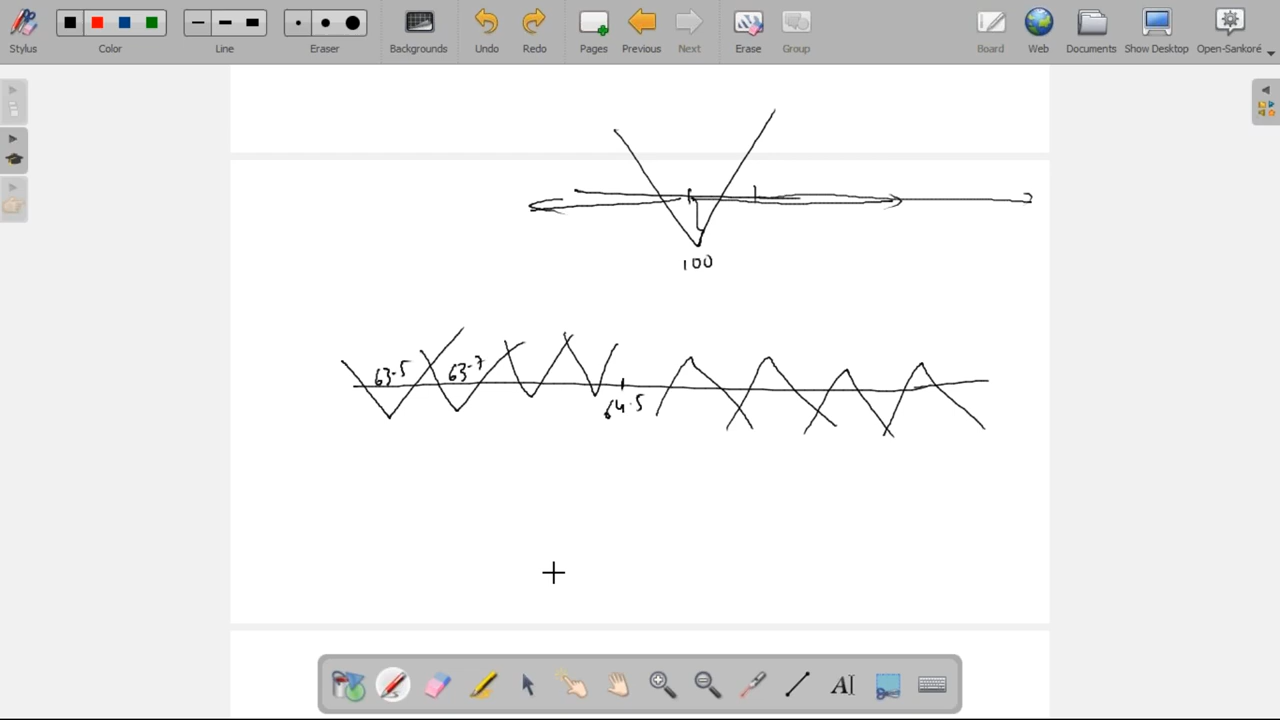 Stylus Color Line Eraser Backgrounds Undo Redo Pages Previous Next Erase Group Board Web Documents Show Desktop Open-Sankoré
100
63.5 63.7
64.5